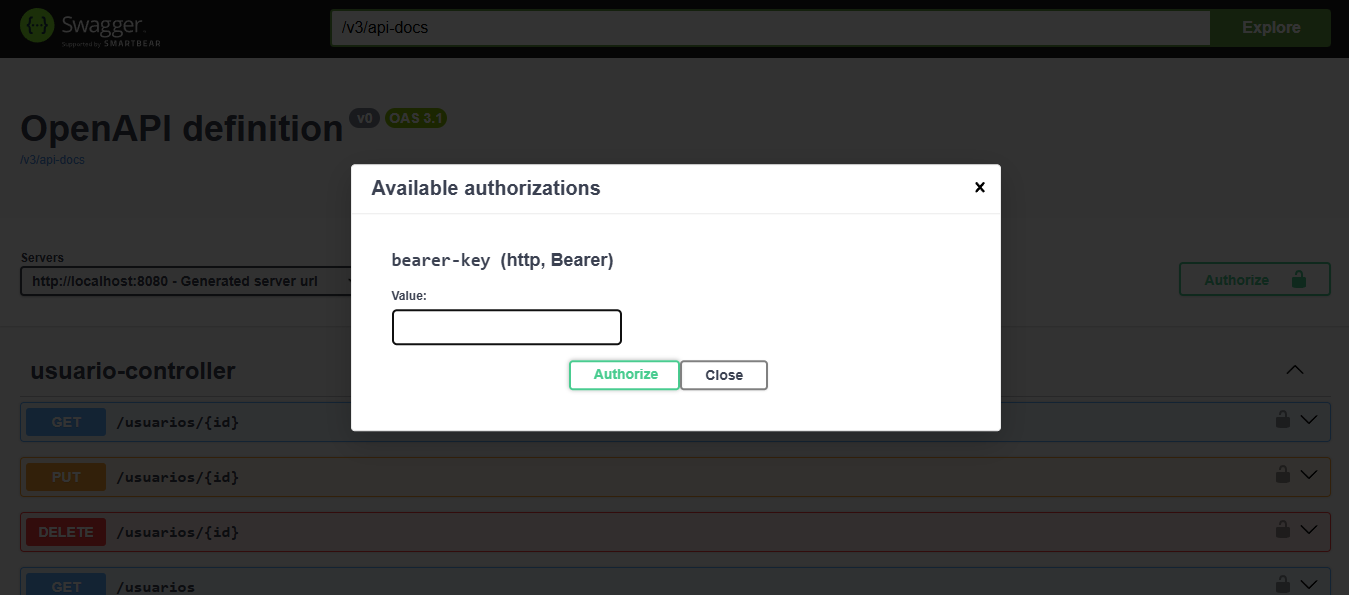 Swagger.
Supported by SMARTBEAR
/v3/api-docs
Explore
OpenAPI definition
v0
OAS 3.1
/v3/api-docs
Available authorizations
×
bearer-key (http, Bearer)
Value:
Authorize
Close
Servers
http://localhost:8080 - Generated server url
Authorize
usuario-controller
GET /usuarios/{id}
PUT /usuarios/{id}
DELETE /usuarios/{id}
GET /usuarios